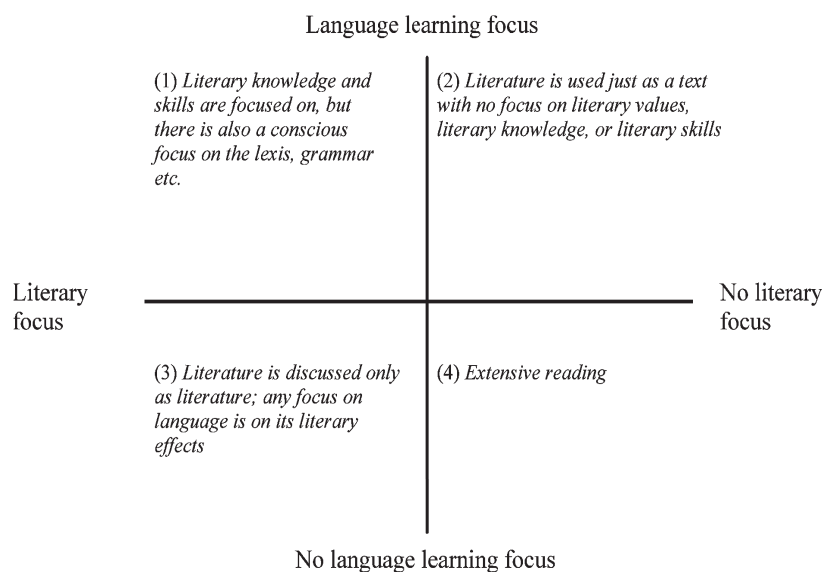 Language learning focus
(1) Literary knowledge and
skills are focused on, but
there is also a conscious
focus on the lexis, grammar
etc.
(2) Literature is used just as a text
with no focus on literary values,
literary knowledge, or literary skills
Literary
focus
No literary
focus
(3) Literature is discussed only
as literature; any focus on
language is on its literary
effects
(4) Extensive reading
No language learning focus